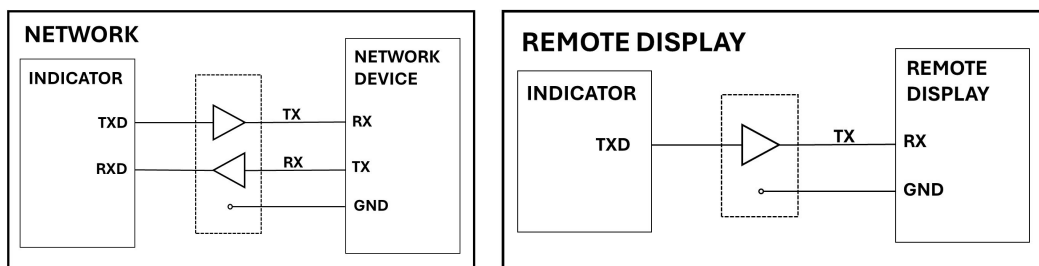 NETWORK
INDICATOR
NETWORK
DEVICE
TXD
TX
RX
RXD
RX
TX
GND
REMOTE DISPLAY
INDICATOR
REMOTE
DISPLAY
TXD
TX
RX
GND